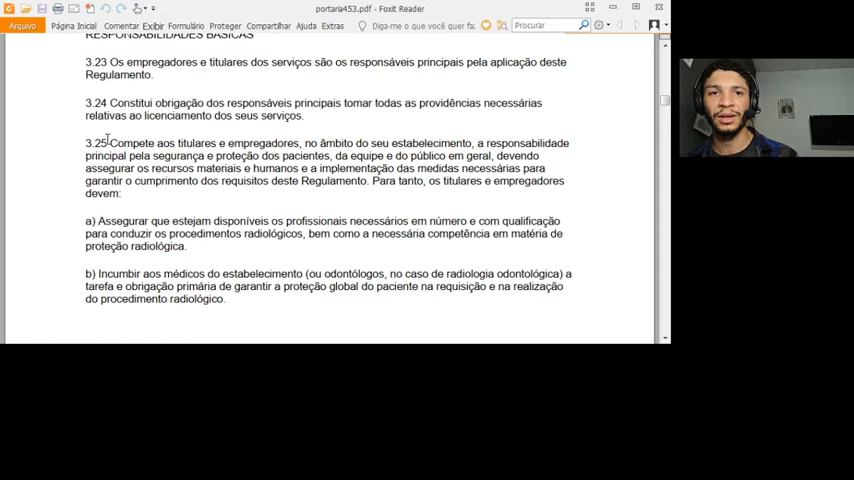 portaria453.pdf - Foxit Reader
Arquivo Página Inicial Comentar Exibir Formulário Proteger Compartilhar Ajuda Extras Diga-me o que você quer fa Procurar
RESPONSABILIDADES BÁSICAS
3.23 Os empregadores e titulares dos serviços são os responsáveis principais pela aplicação deste
Regulamento.
3.24 Constitui obrigação dos responsáveis principais tomar todas as providências necessárias
relativas ao licenciamento dos seus serviços.
3.25 Compete aos titulares e empregadores, no âmbito do seu estabelecimento, a responsabilidade
principal pela segurança e proteção dos pacientes, da equipe e do público em geral, devendo
assegurar os recursos materiais e humanos e a implementação das medidas necessárias para
garantir o cumprimento dos requisitos deste Regulamento. Para tanto, os titulares e empregadores
devem:
a) Assegurar que estejam disponíveis os profissionais necessários em número e com qualificação
para conduzir os procedimentos radiológicos, bem como a necessária competência em matéria de
proteção radiológica.
b) Incumbir aos médicos do estabelecimento (ou odontólogos, no caso de radiologia odontológica) a
tarefa e obrigação primária de garantir a proteção global do paciente na requisição e na realização
do procedimento radiológico.